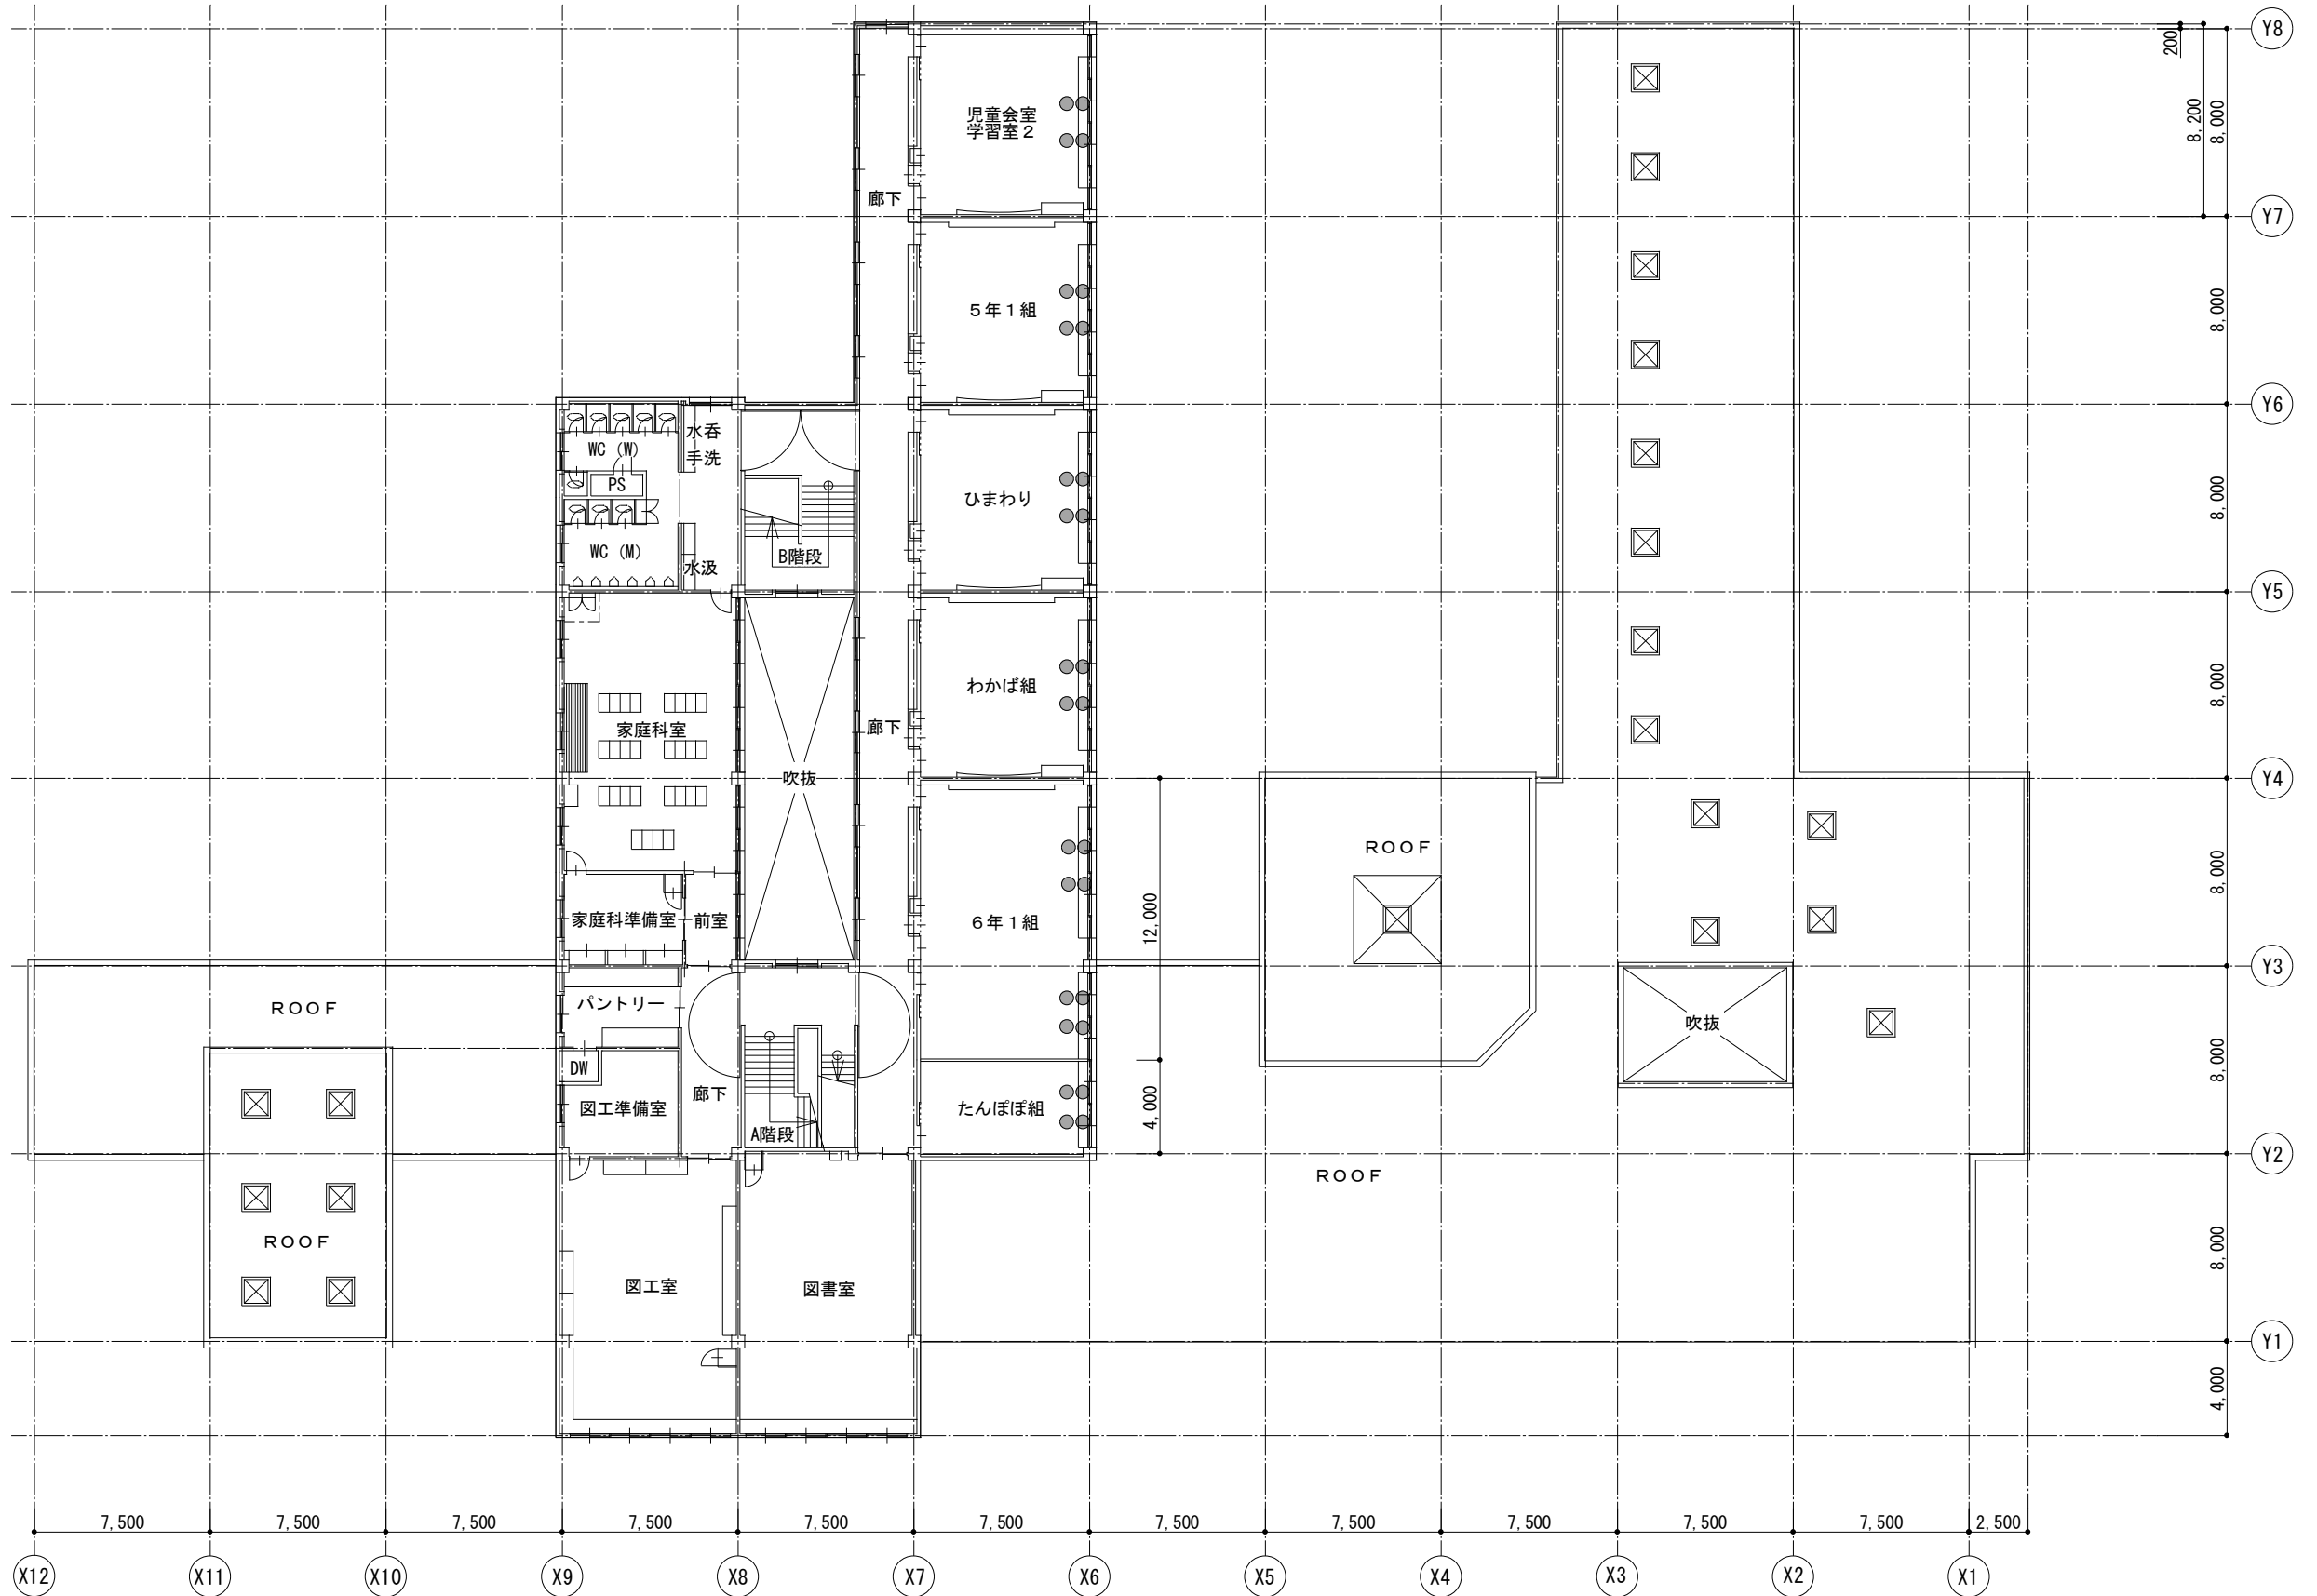 Y8
200
8,200
8,000
児童会室
学習室２
廊下
Y7
５年１組
8,000
Y6
水呑
WC (W)
手洗
PS
ひまわり
8,000
WC (M)
B階段
水汲
Y5
わかば組
8,000
廊下
家庭科室
吹抜
Y4
ROOF
8,000
12,000
家庭科準備室
前室
６年１組
Y3
パントリー
ROOF
吹抜
8,000
DW
廊下
図工準備室
たんぽぽ組
4,000
A階段
Y2
ROOF
ROOF
8,000
図工室
図書室
Y1
4,000
7,500
7,500
7,500
7,500
7,500
7,500
7,500
7,500
7,500
7,500
7,500
2,500
X12
X11
X10
X9
X8
X7
X6
X5
X4
X3
X2
X1